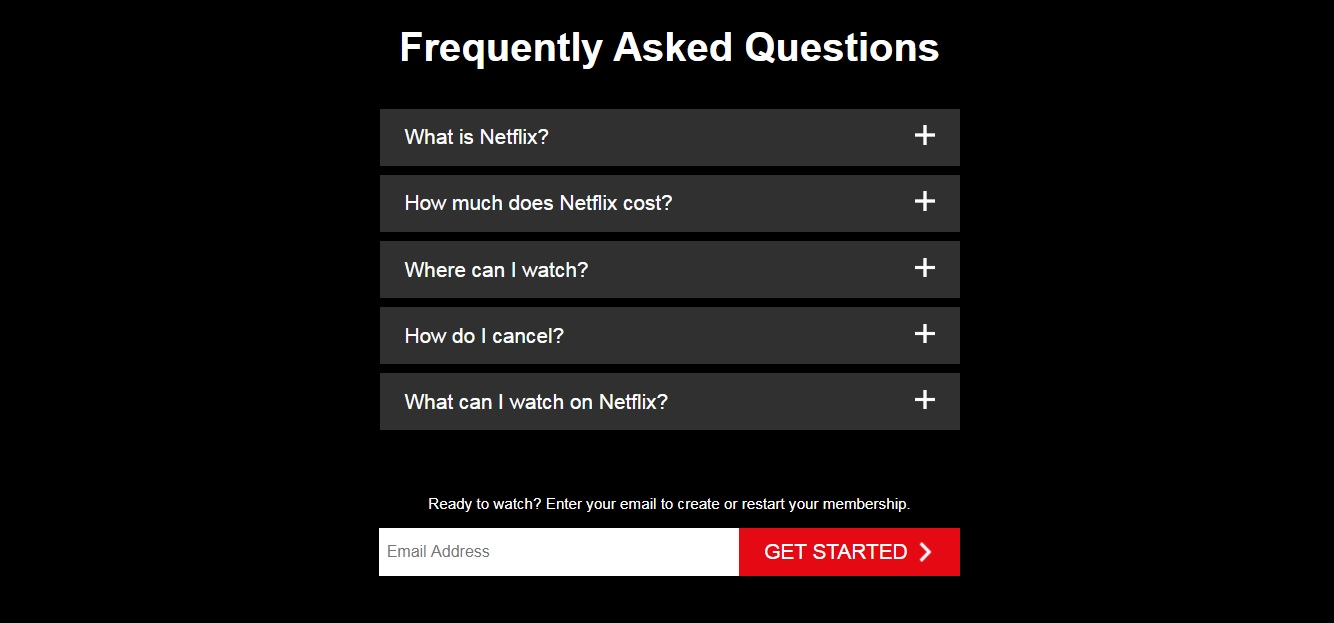 Frequently Asked Questions
What is Netflix?
How much does Netflix cost?
Where can I watch?
How do I cancel?
What can I watch on Netflix?
Ready to watch? Enter your email to create or restart your membership.
Email Address
GET STARTED